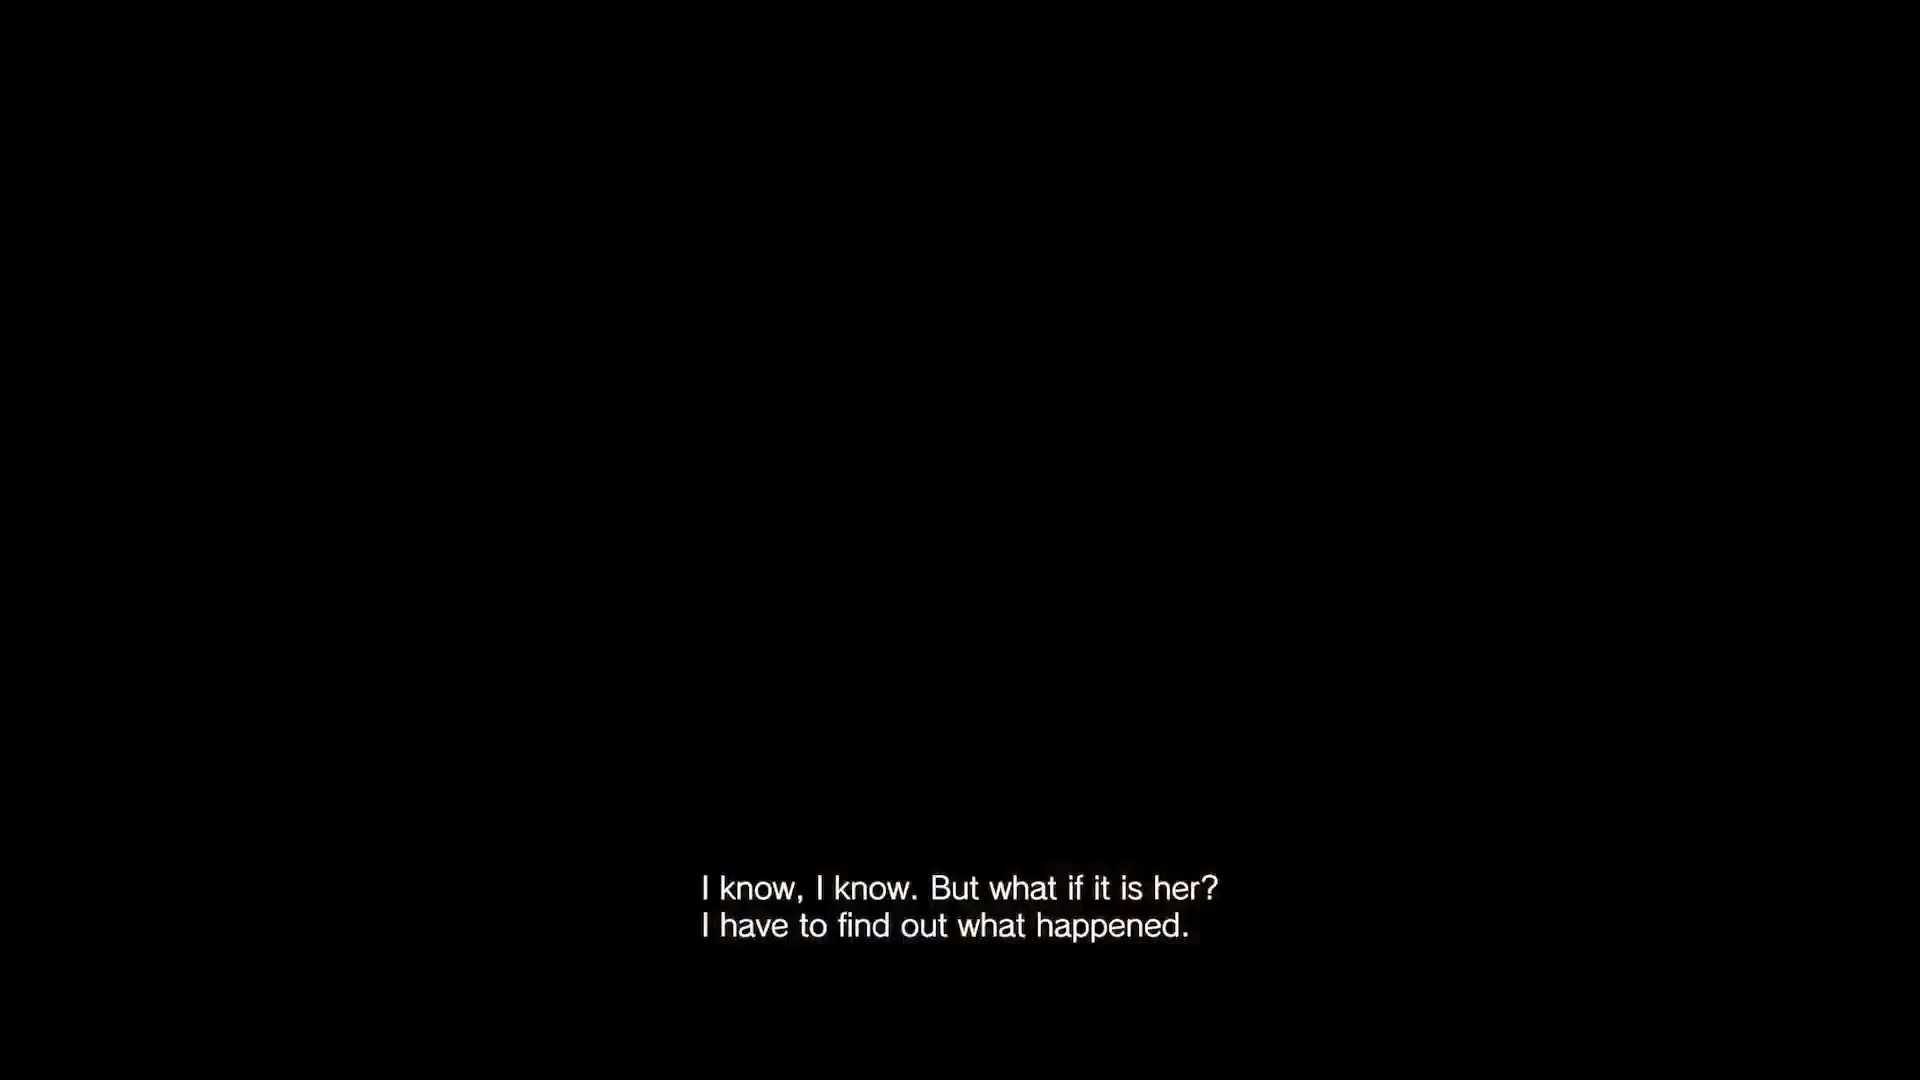 I know, I know. But what if it is her?
I have to find out what happened.